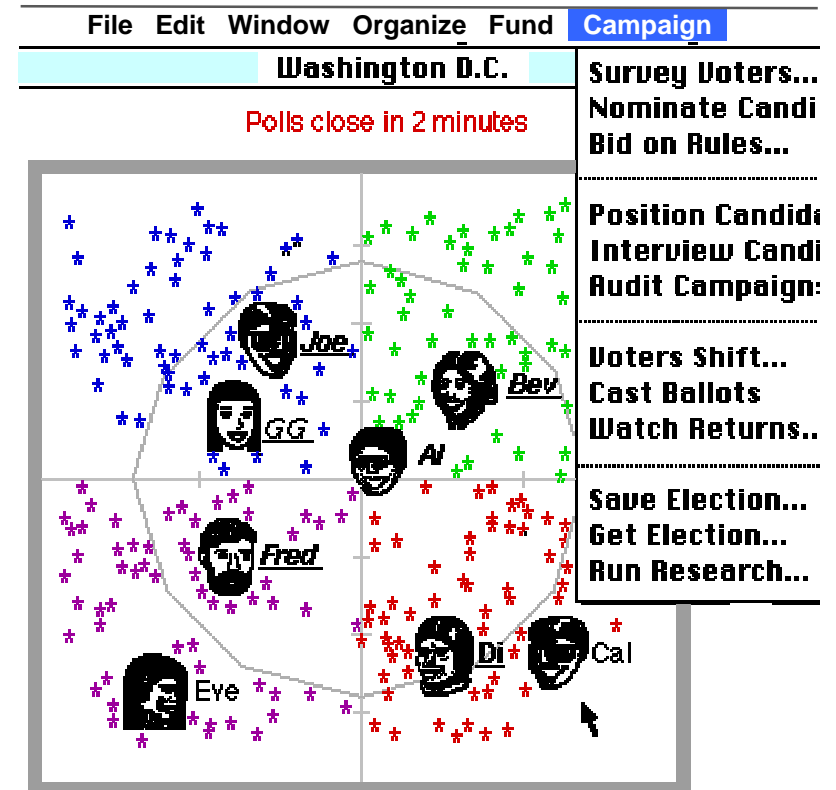 File Edit Window Organize Fund Campaign
Washington D.C.
Polls close in 2 minutes
Survey Voters...
Nominate Candi
Bid on Rules...
Position Candida
Interview Candi
Audit Campaign
Voters Shift...
Cast Ballots
Watch Returns..
Save Election...
Get Election...
Run Research...
Joe
Bev
GG
Al
Fred
Di
Cal
Eve